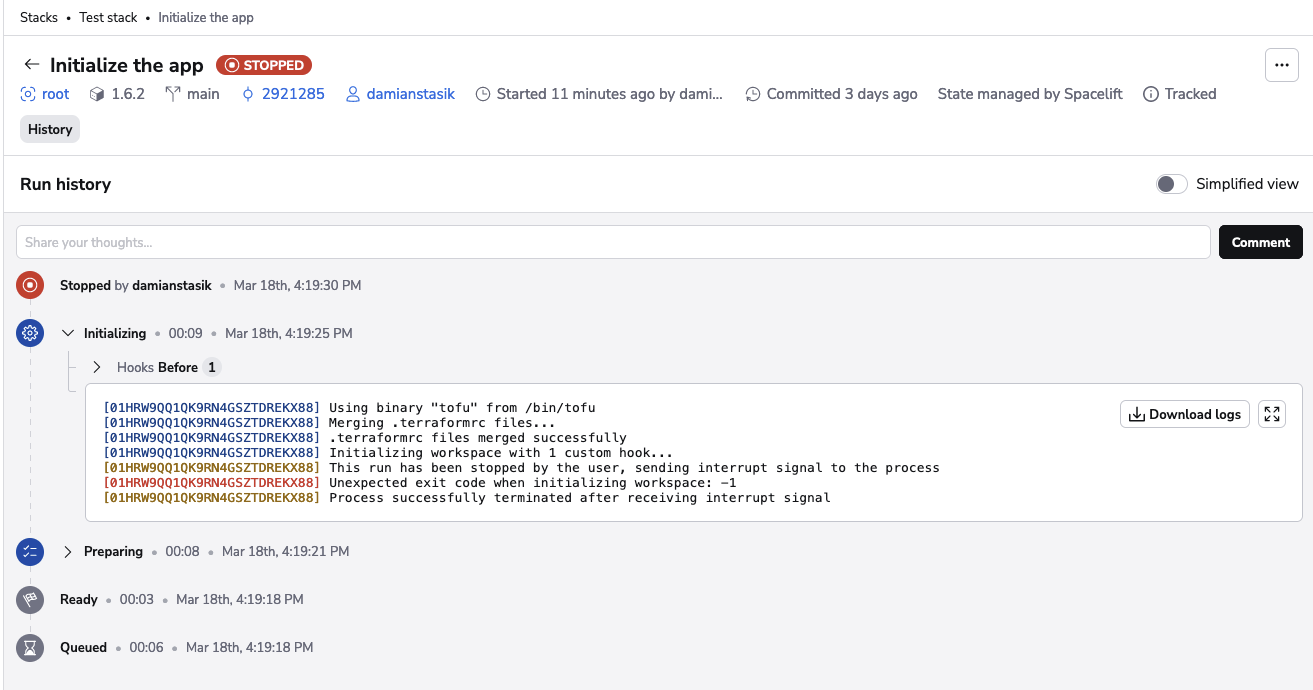 Stacks • Test stack • Initialize the app
← Initialize the app STOPPED ...
root 1.6.2 main 2921285 damianstasik Started 11 minutes ago by dami... Committed 3 days ago State managed by Spacelift Tracked
History
Run history Simplified view
Share your thoughts... Comment
Stopped by damianstasik • Mar 18th, 4:19:30 PM
Initializing • 00:09 • Mar 18th, 4:19:25 PM
Hooks Before 1
[01HRW9QQ1QK9RN4GSZTDREKX88] Using binary "tofu" from /bin/tofu
Download logs
[01HRW9QQ1QK9RN4GSZTDREKX88] Merging .terraformrc files...
[01HRW9QQ1QK9RN4GSZTDREKX88] .terraformrc files merged successfully
[01HRW9QQ1QK9RN4GSZTDREKX88] Initializing workspace with 1 custom hook...
[01HRW9QQ1QK9RN4GSZTDREKX88] This run has been stopped by the user, sending interrupt signal to the process
[01HRW9QQ1QK9RN4GSZTDREKX88] Unexpected exit code when initializing workspace: -1
[01HRW9QQ1QK9RN4GSZTDREKX88] Process successfully terminated after receiving interrupt signal
Preparing • 00:08 • Mar 18th, 4:19:21 PM
Ready • 00:03 • Mar 18th, 4:19:18 PM
Queued • 00:06 • Mar 18th, 4:19:18 PM